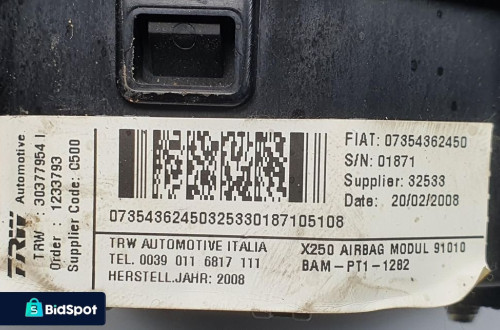 TRW Automotive
TRW : 30377954 I
Order : 1233793
Supplier Code: C500
FIAT: 07354362450
S/N: 01871
Supplier: 32533
Date: 20/02/2008
07354362450325330187105108
TRW AUTOMOTIVE ITALIA
TEL. 0039 011 6817 111
HERSTELL.JAHR: 2008
X250 AIRBAG MODUL 91010
BAM-PT1-1282
BidSpot